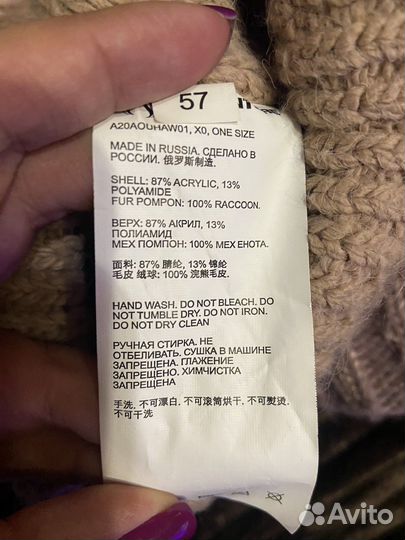 57
A20AOUHAW01, X0, ONE SIZE
MADE IN RUSSIA. СДЕЛАНО В
РОССИИ. 俄罗斯制造.
SHELL: 87% ACRYLIC, 13%
POLYAMIDE
FUR POMPON: 100% RACCOON.
ВЕРХ: 87% АКРИЛ, 13%
ПОЛИАМИД
МЕХ ПОМПОН: 100% МЕХ ЕНОТА.
面料: 87% 腈纶, 13% 锦纶
毛皮 绒球: 100% 浣熊毛皮.
HAND WASH. DO NOT BLEACH. DO
NOT TUMBLE DRY. DO NOT IRON.
DO NOT DRY CLEAN
РУЧНАЯ СТИРКА. НЕ
ОТБЕЛИВАТЬ. СУШКА В МАШИНЕ
ЗАПРЕЩЕНА. ГЛАЖЕНИЕ
ЗАПРЕЩЕНО. ХИМЧИСТКА
ЗАПРЕЩЕНА
手洗. 不可漂白. 不可滚筒烘干. 不可熨烫.
不可干洗
Avito